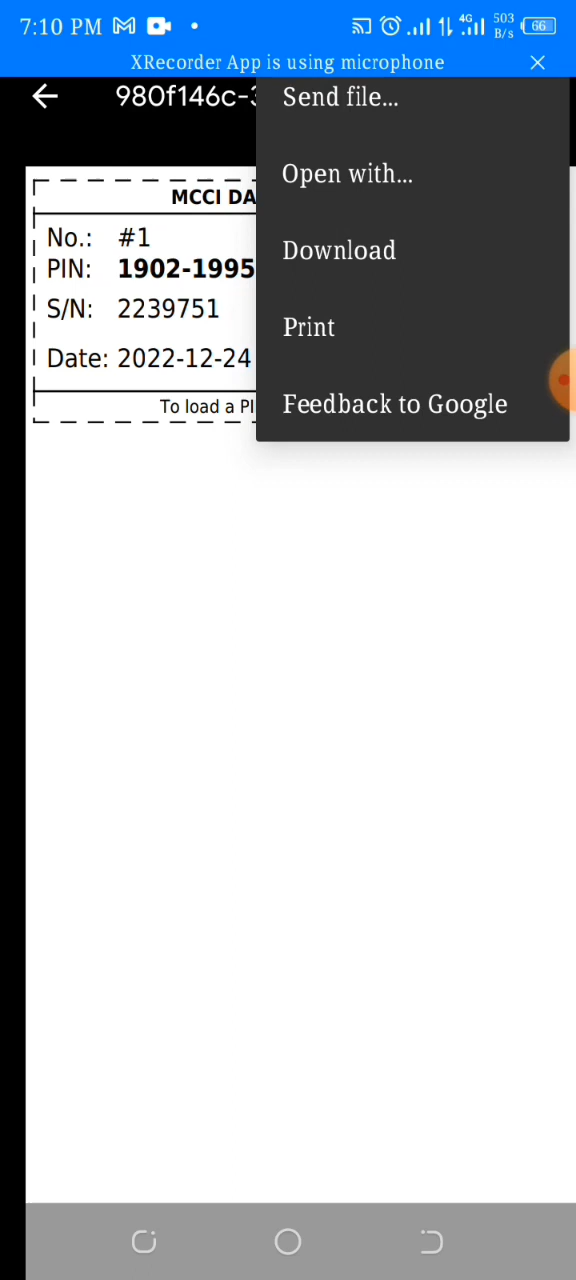 7:10 PM
4G 503 B/s 66
XRecorder App is using microphone
980f146c-
Send file...
Open with...
Download
Print
Feedback to Google
MCCI DA
No.: #1
PIN: 1902-1995
S/N: 2239751
Date: 2022-12-24
To load a PI